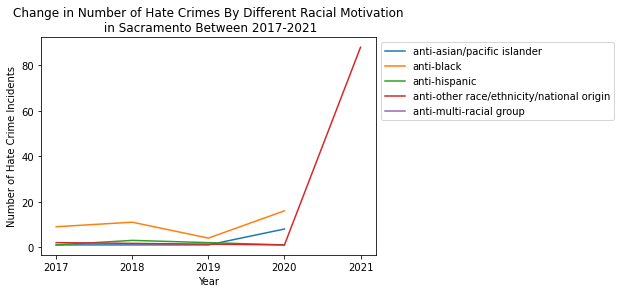 Change in Number of Hate Crimes By Different Racial Motivation
in Sacramento Between 2017-2021
Number of Hate Crime Incidents
80
60
40
20
0
2017 2018 2019 2020 2021
Year
anti-asian/pacific islander
anti-black
anti-hispanic
anti-other race/ethnicity/national origin
anti-multi-racial group